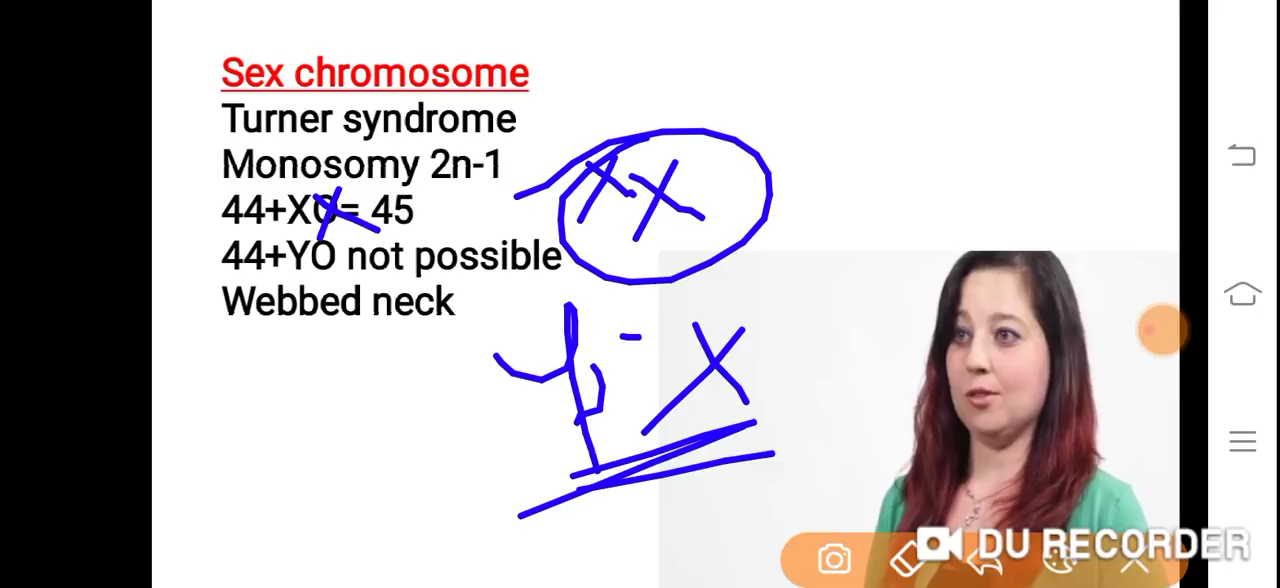 Sex chromosome
Turner syndrome
Monosomy 2n-1
44+XO= 45
44+YO not possible
Webbed neck
X-X
- X
DU RECORDER